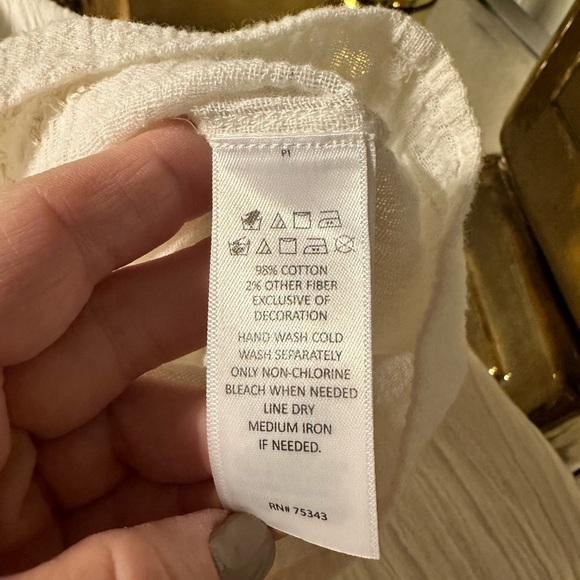 P1
98% COTTON
2% OTHER FIBER
EXCLUSIVE OF
DECORATION
HAND WASH COLD
WASH SEPARATELY
ONLY NON-CHLORINE
BLEACH WHEN NEEDED
LINE DRY
MEDIUM IRON
IF NEEDED.
RN# 75343